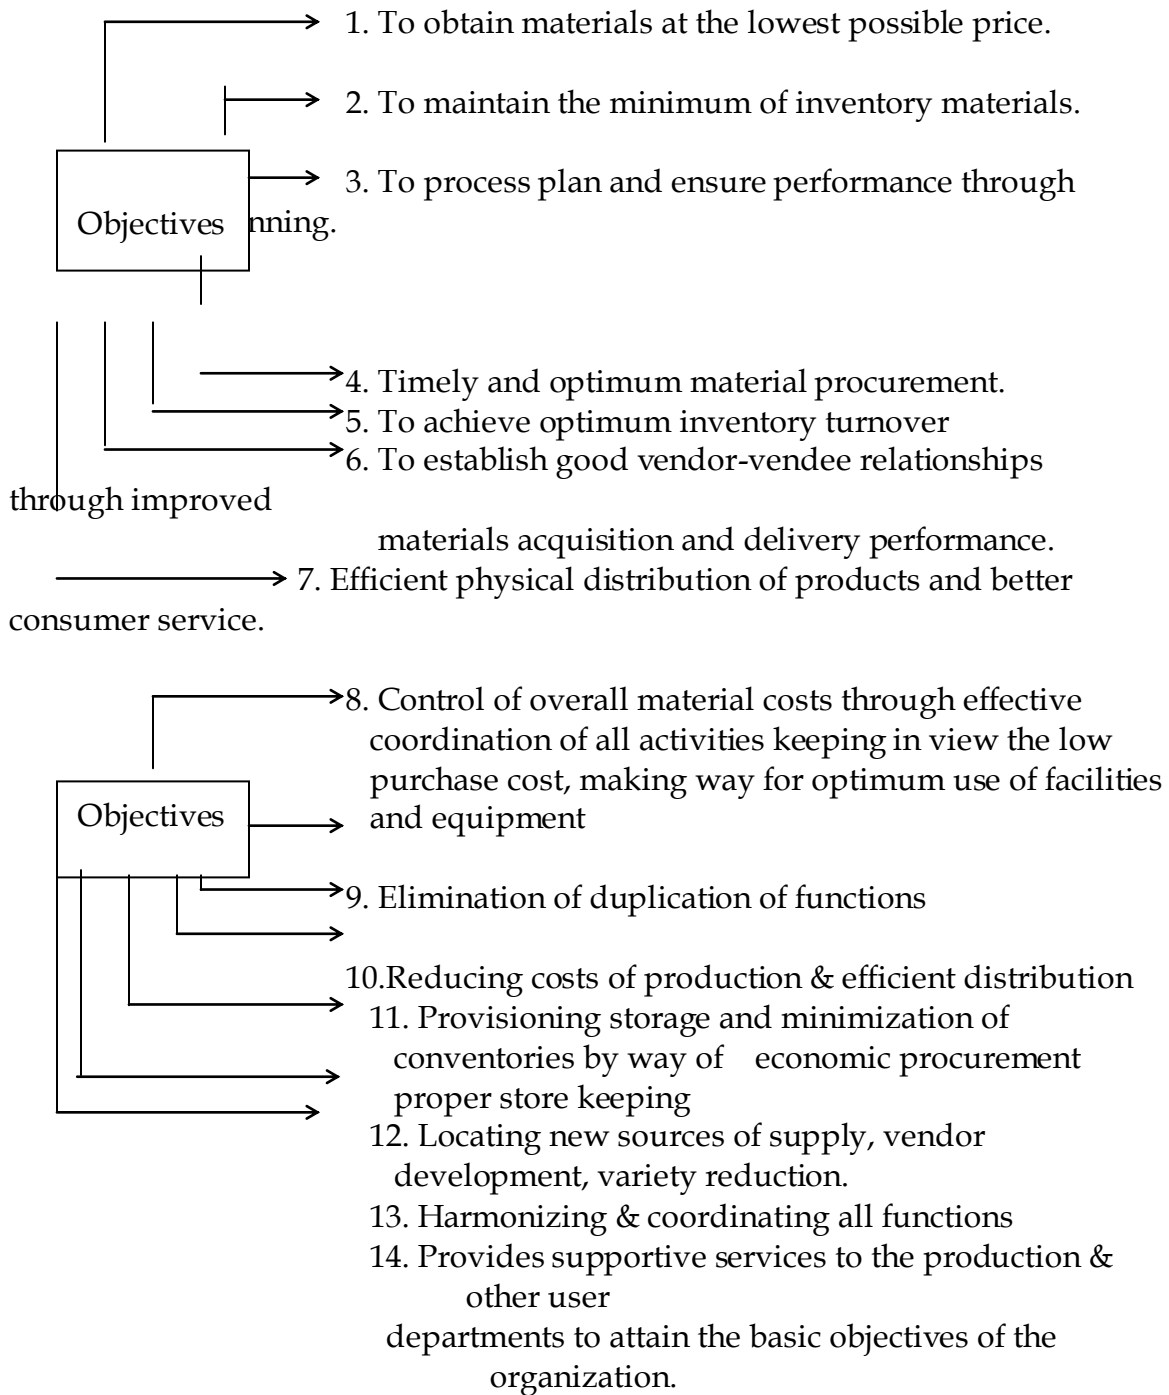 1. To obtain materials at the lowest possible price.
2. To maintain the minimum of inventory materials.
3. To process plan and ensure performance through
Objectives nning.
4. Timely and optimum material procurement.
5. To achieve optimum inventory turnover
6. To establish good vendor-vendee relationships
through improved
materials acquisition and delivery performance.
7. Efficient physical distribution of products and better
consumer service.
8. Control of overall material costs through effective
coordination of all activities keeping in view the low
purchase cost, making way for optimum use of facilities
Objectives
and equipment
9. Elimination of duplication of functions
10.Reducing costs of production & efficient distribution
11. Provisioning storage and minimization of
conventories by way of economic procurement
proper store keeping
12. Locating new sources of supply, vendor
development, variety reduction.
13. Harmonizing & coordinating all functions
14. Provides supportive services to the production &
other user
departments to attain the basic objectives of the
organization.